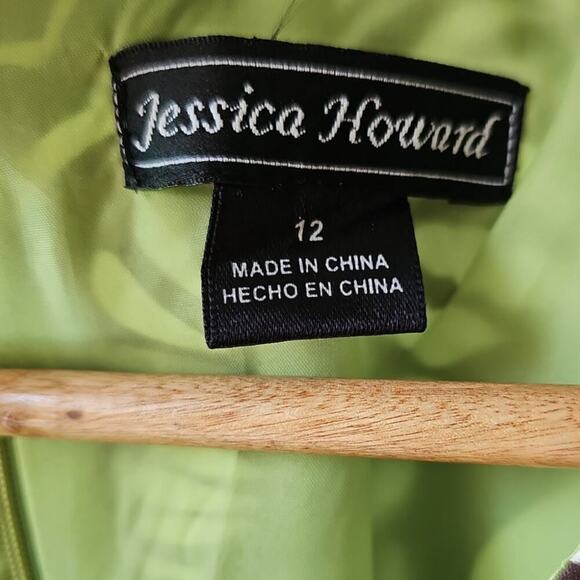 Jessica Howard
12
MADE IN CHINA
HECHO EN CHINA